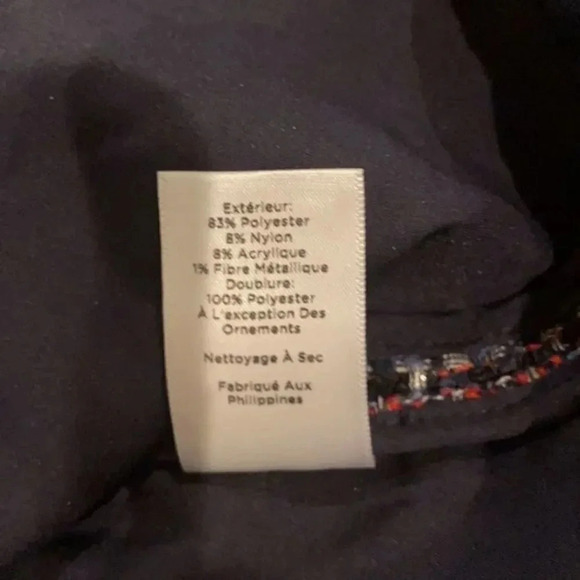 Extérieur:
83% Polyester
8% Nylon
8% Acrylique
1% Fibre Métallique
Doublure:
100% Polyester
À L'exception Des
Ornements
Nettoyage À Sec
Fabriqué Aux
Philippines